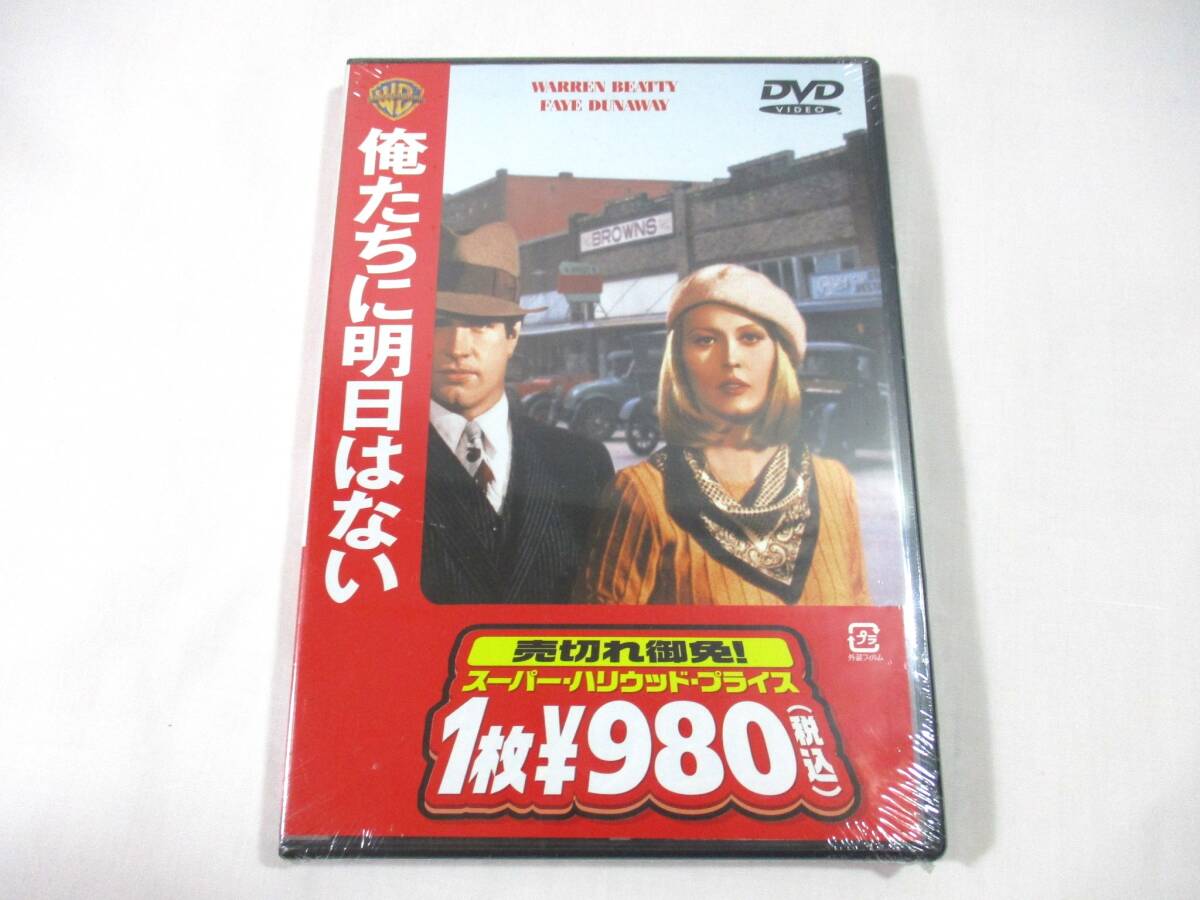 WARREN BEATTY
FAYE DUNAWAY
DVD
VIDEO
俺たちに明日はない
BROWNS
売切れ御免!
スーパー・ハリウッド・プライス
1枚¥980(税込)
プラ
外装フィルム